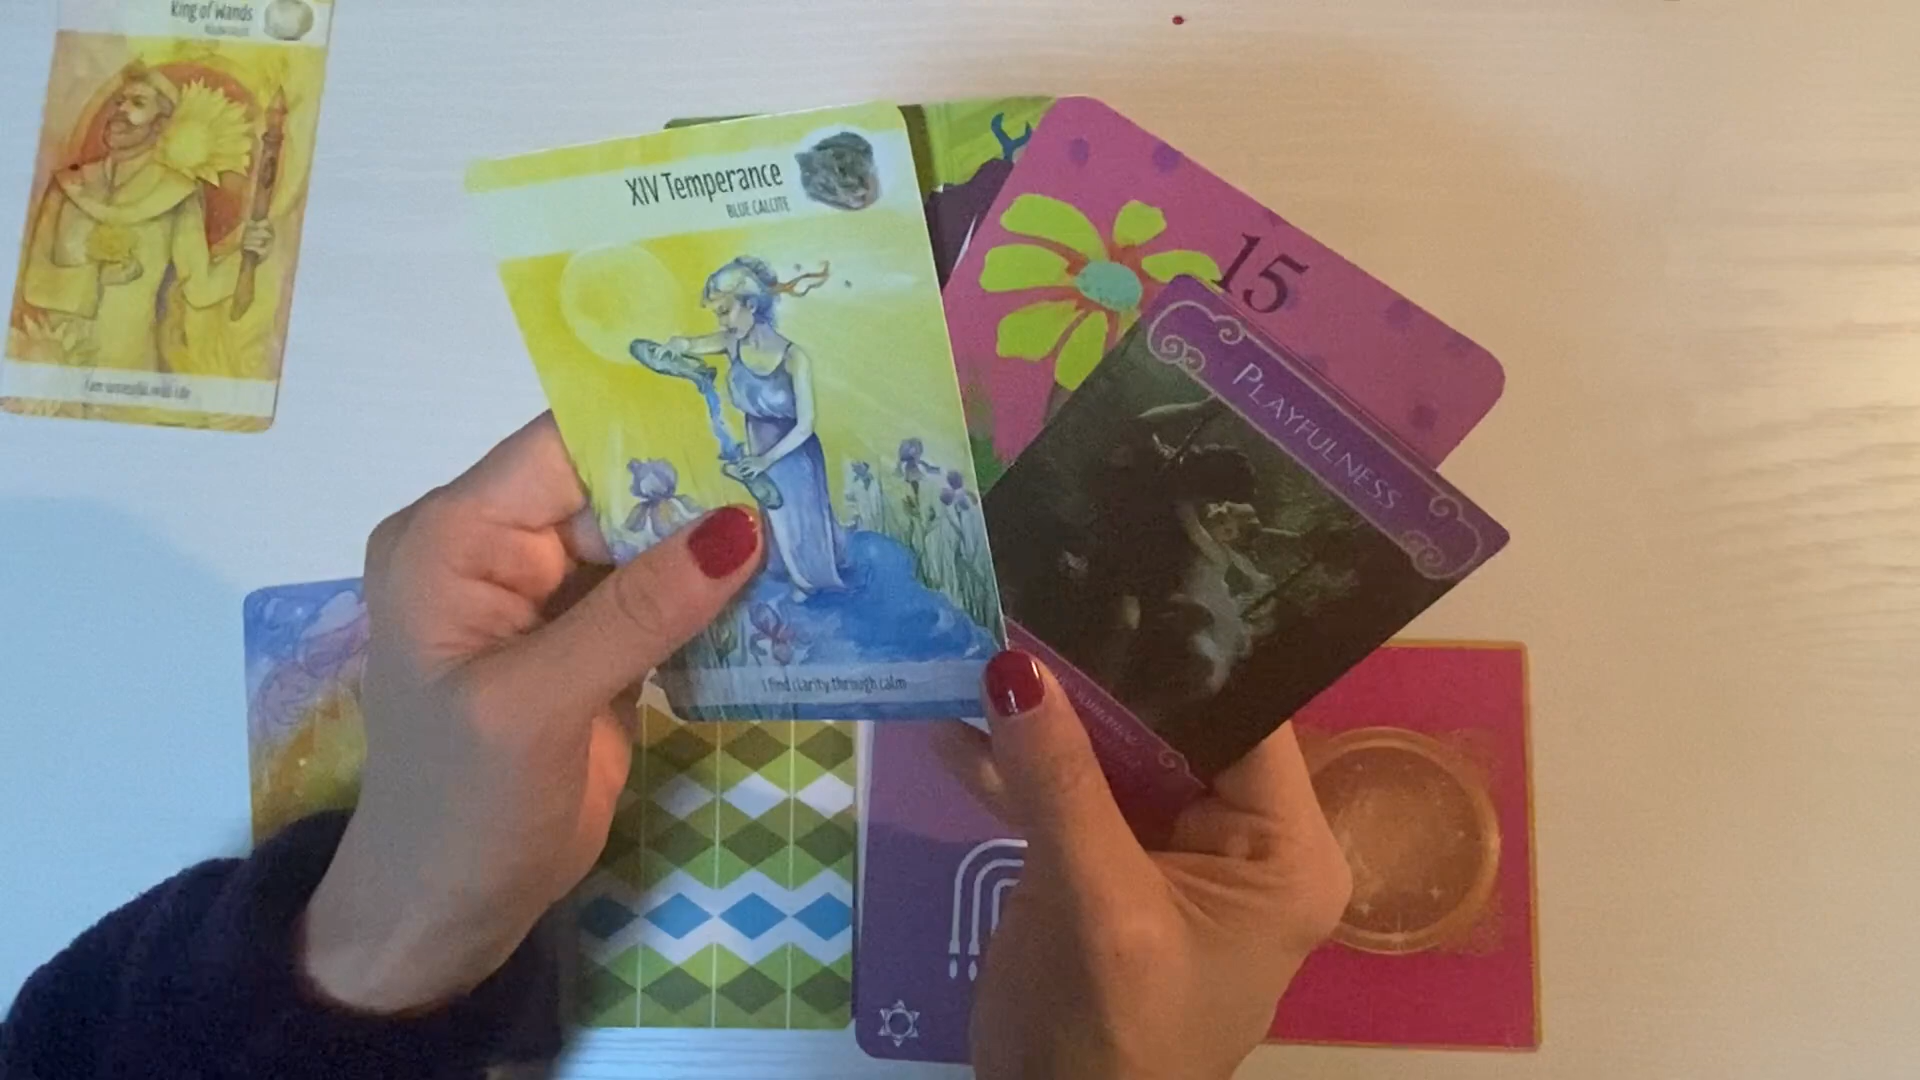 King of Wands
XIV Temperance
BLUE CALCITE
15
PLAYFULNESS
I find clarity through calm